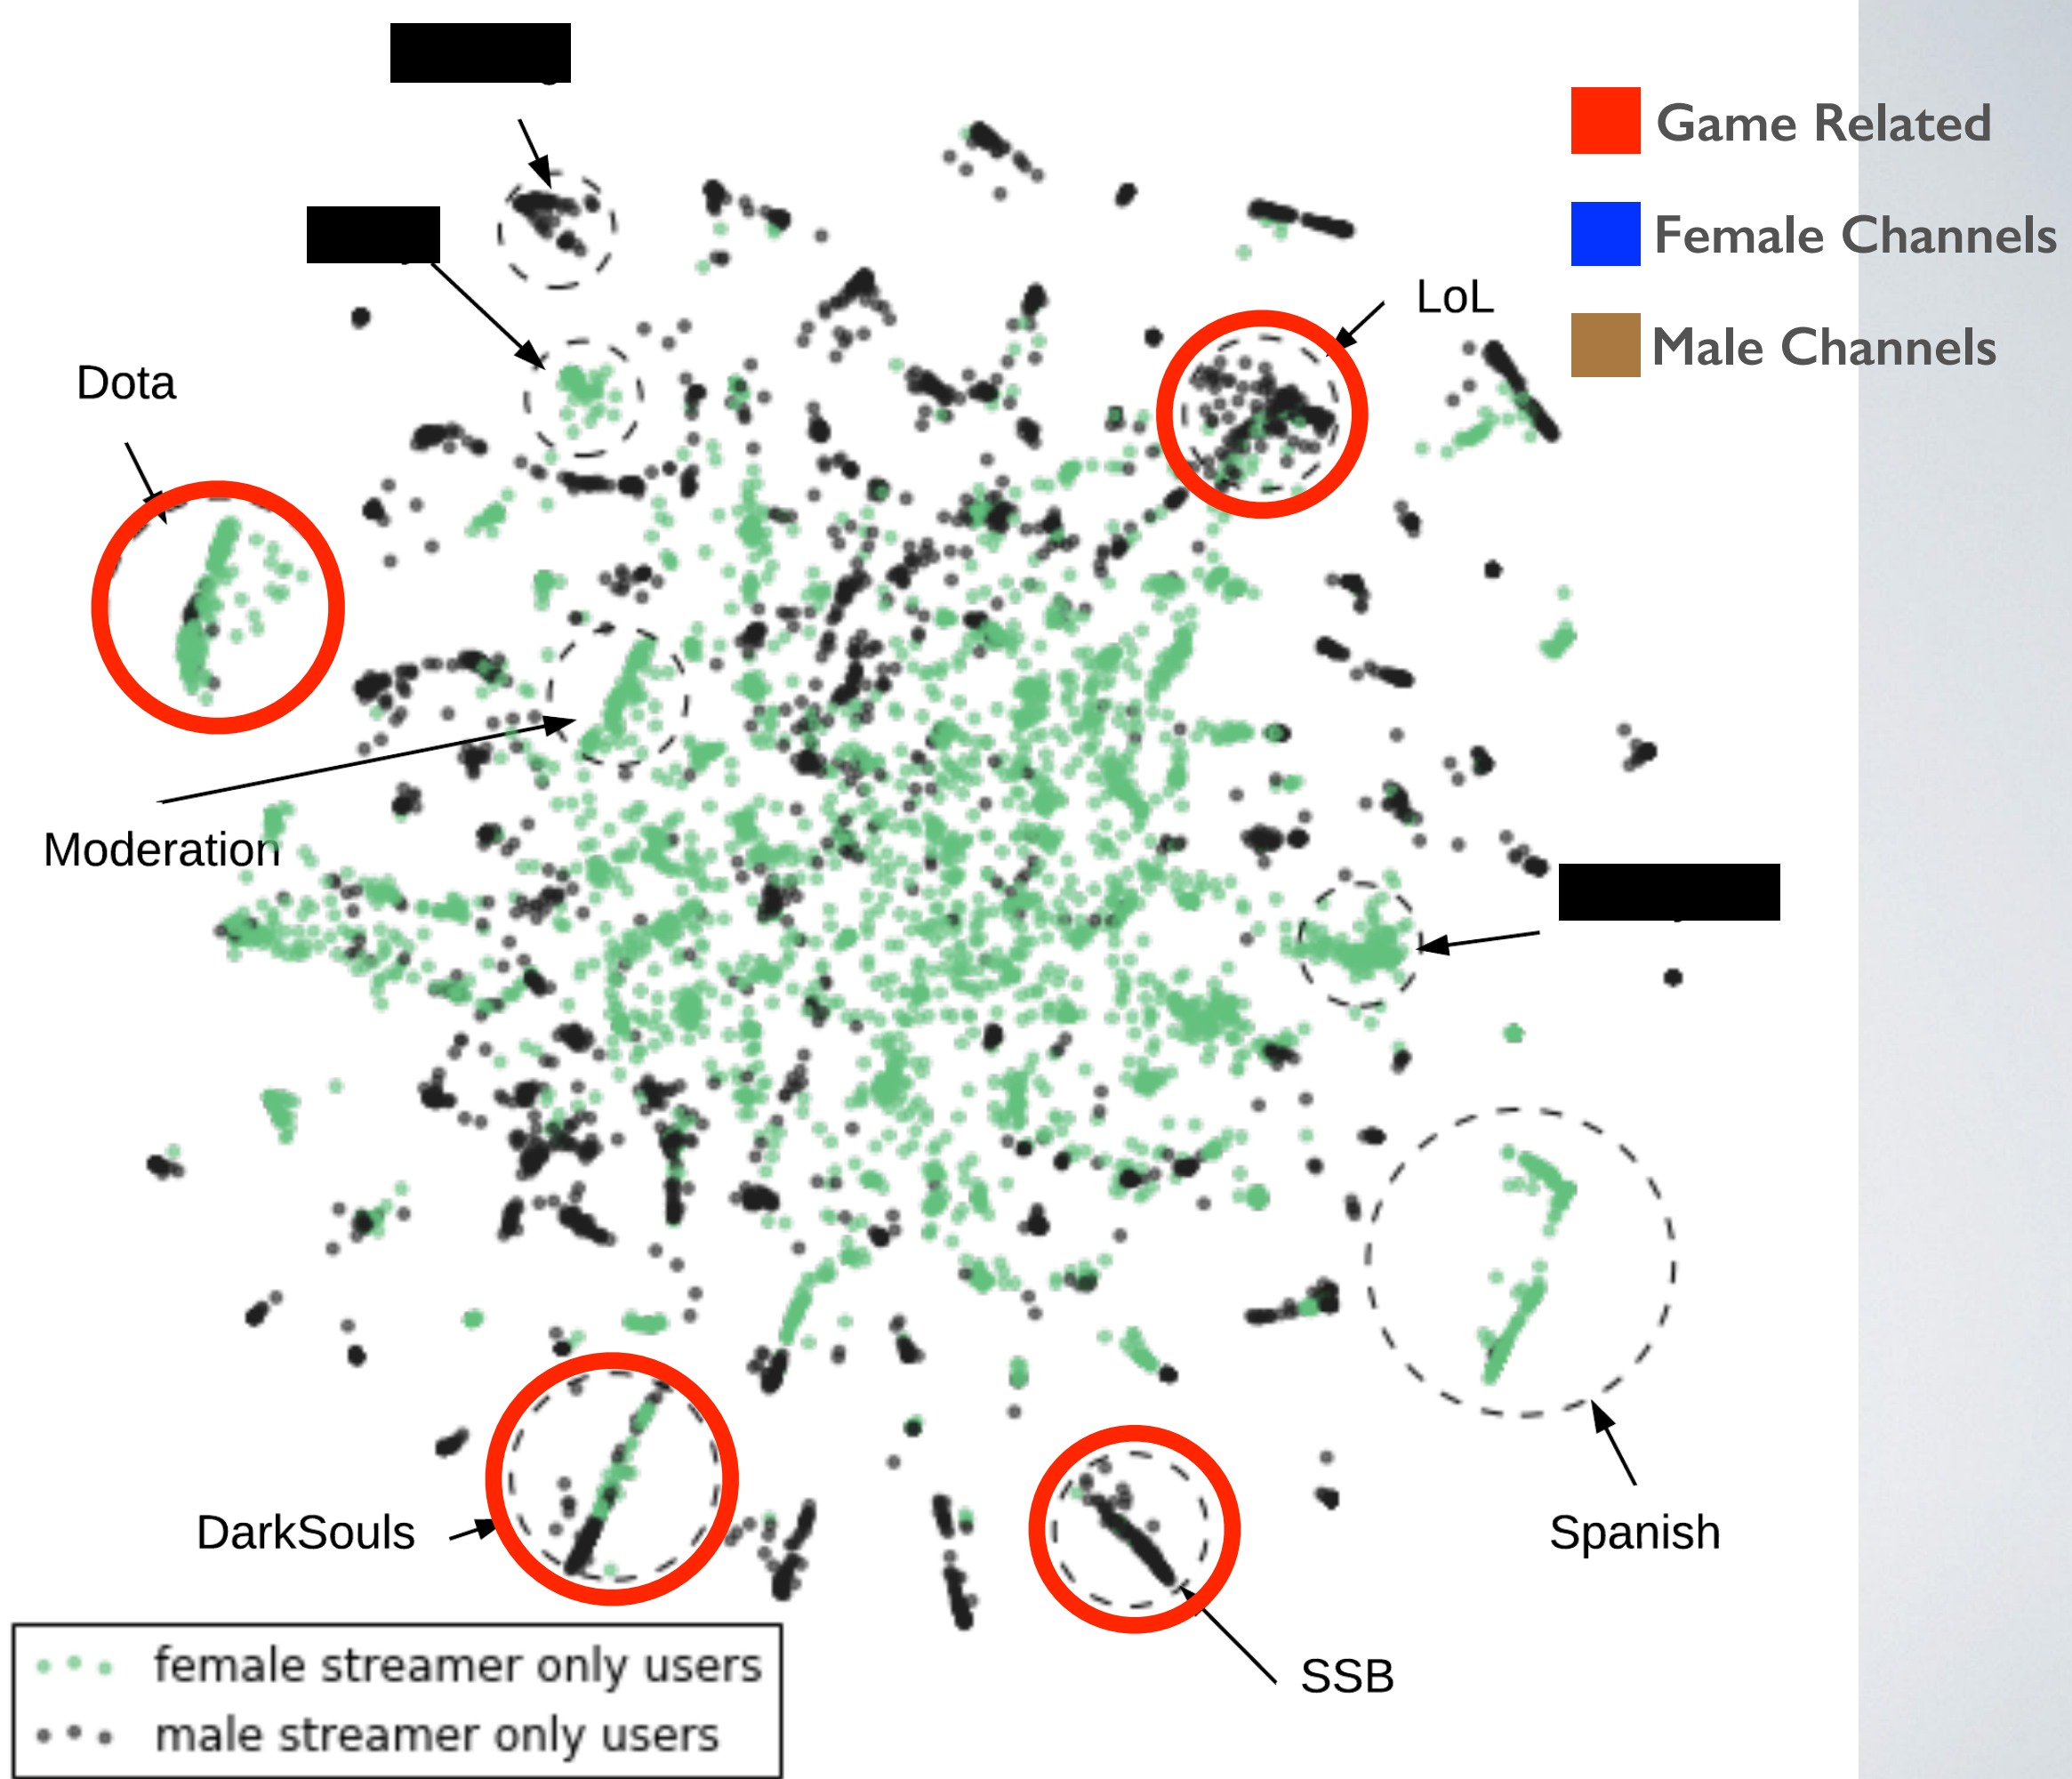 Game Related
Female Channels
LoL
Male Channels
Dota
Moderation
DarkSouls
Spanish
SSB
female streamer only users
male streamer only users